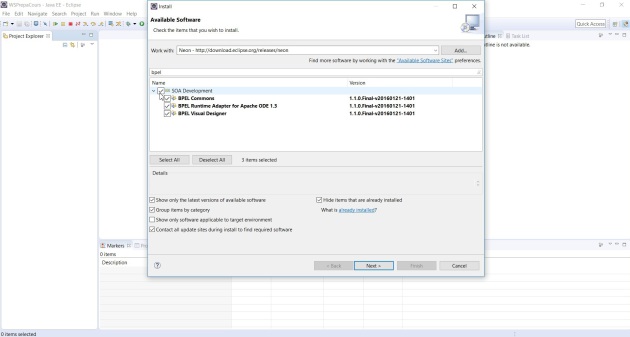 WSPrepaCount - Java EE - Eclipse
File Edit Navigate Search Project Run Window Help
Quick Access
Project Explorer
Outline
Task List
outline is not available.
Install
Available Software
Check the items that you wish to install.
Work with: Neon - http://download.eclipse.org/releases/neon
Add...
Find more software by working with the "Available Software Sites" preferences.
bpel
Name Version
SOA Development
BPEL Commons 1.1.0.Final-v20160121-1401
BPEL Runtime Adapter for Apache ODE 1.3 1.1.0.Final-v20160121-1401
BPEL Visual Designer 1.1.0.Final-v20160121-1401
Select All Deselect All 3 items selected
Details
Show only the latest versions of available software Hide items that are already installed
Group items by category What is already installed?
Show only software applicable to target environment
Contact all update sites during install to find required software
< Back Next > Finish Cancel
Markers
0 items
Description
0 items selected